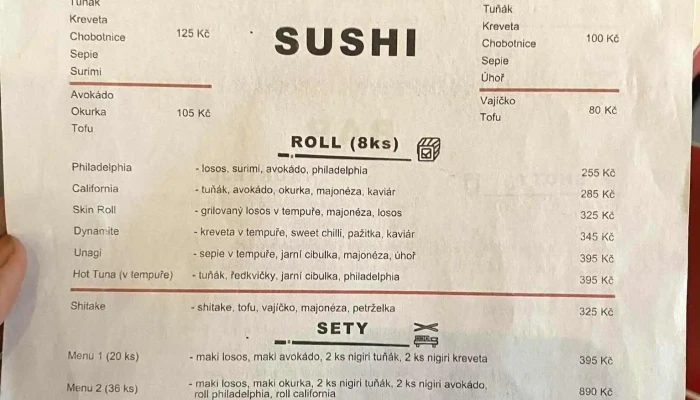 Tuňák
Kreveta
Chobotnice
Sepie
Surimi
125 Kč
Avokádo
Okurka
Tofu
105 Kč
SUSHI
Tuňák
Kreveta
Chobotnice
Sepie
Úhoř
100 Kč
Vajíčko
Tofu
80 Kč
ROLL (8ks)
Philadelphia - losos, surimi, avokádo, philadelphia 255 Kč
California - tuňák, avokádo, okurka, majonéza, kaviár 285 Kč
Skin Roll - grilovaný losos v tempuře, majonéza, losos 325 Kč
Dynamite - kreveta v tempuře, sweet chilli, pažitka, kaviár 345 Kč
Unagi - sepie v tempuře, jarní cibulka, majonéza, úhoř 395 Kč
Hot Tuna (v tempuře) - tuňák, ředkvičky, jarní cibulka, philadelphia 395 Kč
Shitake - shitake, tofu, vajíčko, majonéza, petrželka 325 Kč
SETY
Menu 1 (20 ks) - maki losos, maki avokádo, 2 ks nigiri tuňák, 2 ks nigiri kreveta 395 Kč
Menu 2 (36 ks) - maki losos, maki okurka, 2 ks nigiri tuňák, 2 ks nigiri avokádo, 890 Kč
roll philadelphia, roll california